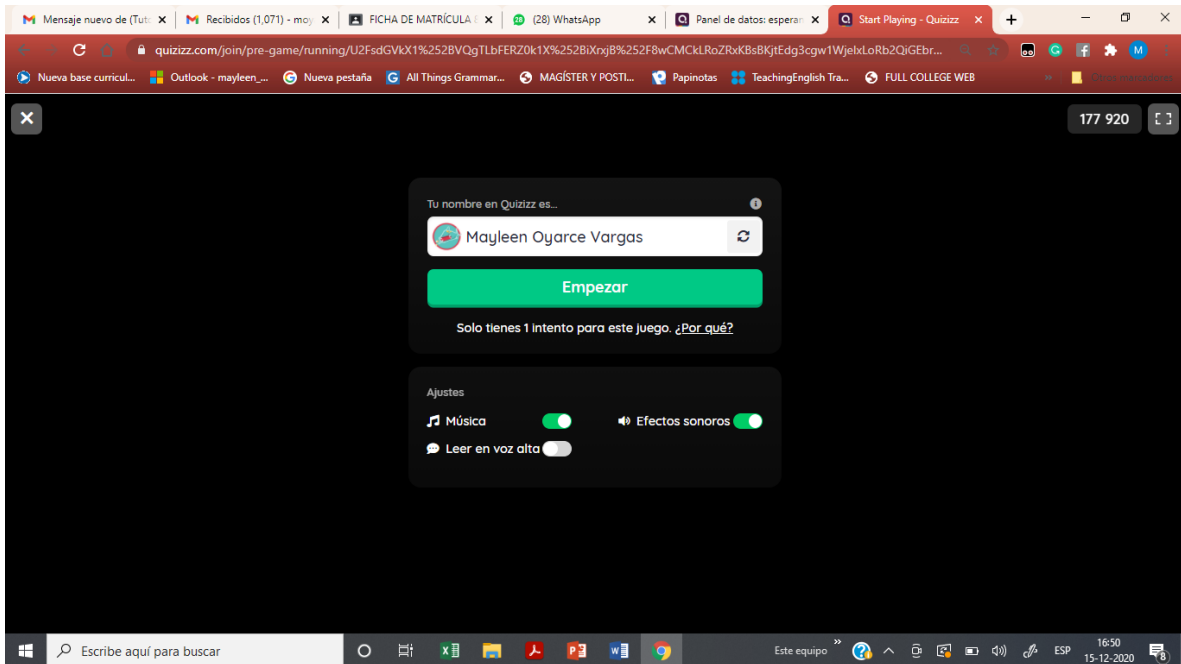 Mensaje nuevo de (Tuto
Recibidos (1,071) - moy
FICHA DE MATRÍCULA
(28) WhatsApp
Panel de datos: esperan
Start Playing - Quizizz
quizizz.com/join/pre-game/running/U2FsdGVkX1%252BVQgTLbFERZ0k1X%252BiXnjB%252F8wCMCkLRoZRxKBsBKjtEdg3cgw1WjelxLoRb2QiGEbr...
Nueva base curricul...
Outlook - mayleen_...
Nueva pestaña
All Things Grammar...
MAGÍSTER Y POSTI...
Papinotas
TeachingEnglish Tra...
FULL COLLEGE WEB
»
Otros marcadores
177 920
Tu nombre en Quizizz es...
Mayleen Oyarce Vargas
Empezar
Solo tienes 1 intento para este juego. ¿Por qué?
Ajustes
Música
Efectos sonoros
Leer en voz alta
Escribe aquí para buscar
Este equipo
»
ESP
16:50
15-12-2020